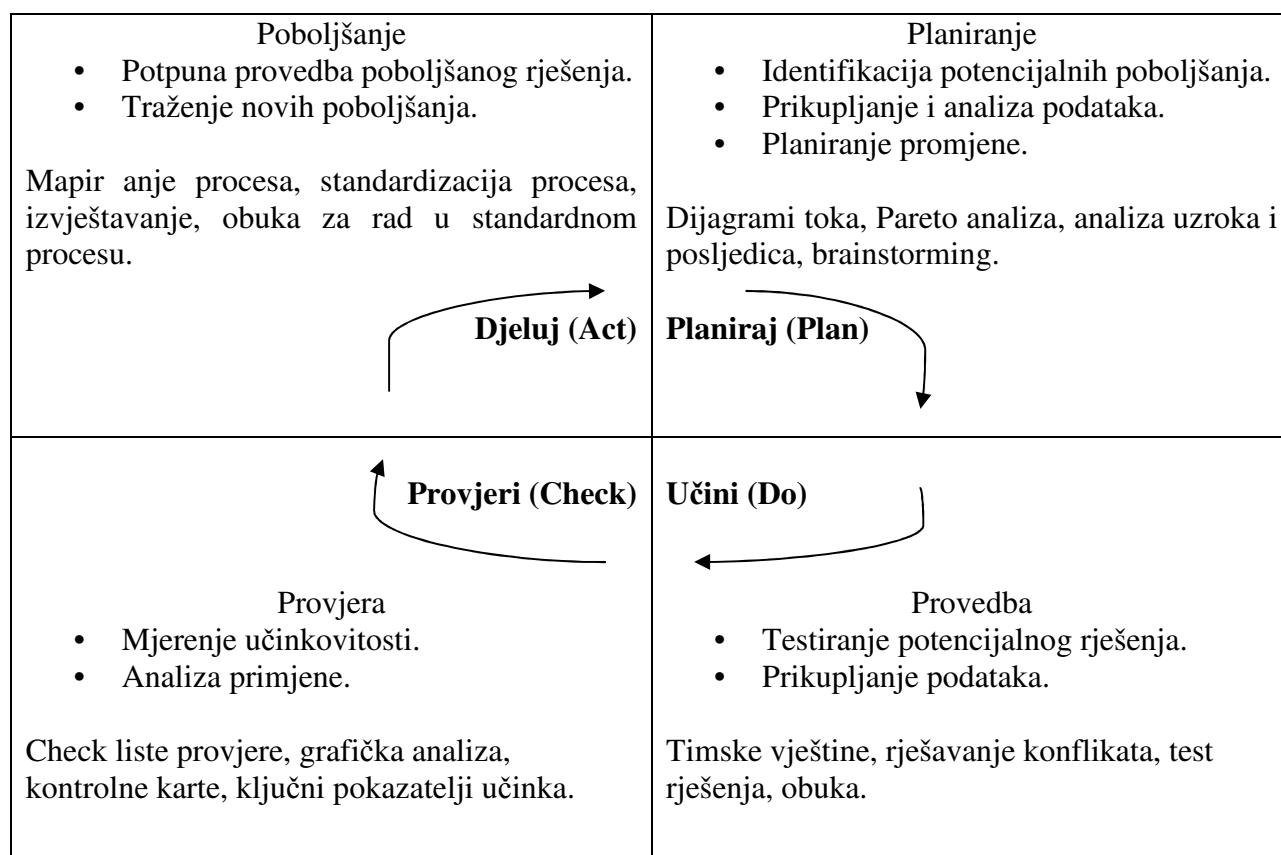 Poboljšanje
• Potpuna provedba poboljšanog rješenja.
• Traženje novih poboljšanja.
Mapir anje procesa, standardizacija procesa,
izvještavanje, obuka za rad u standardnom
procesu.
Djeluj (Act)
Planiranje
• Identifikacija potencijalnih poboljšanja.
• Prikupljanje i analiza podataka.
• Planiranje promjene.
Dijagrami toka, Pareto analiza, analiza uzroka i
posljedica, brainstorming.
Planiraj (Plan)
Provjeri (Check)
Provjera
• Mjerenje učinkovitosti.
• Analiza primjene.
Check liste provjere, grafička analiza,
kontrolne karte, ključni pokazatelji učinka.
Učini (Do)
Provedba
• Testiranje potencijalnog rješenja.
• Prikupljanje podataka.
Timske vještine, rješavanje konflikata, test
rješenja, obuka.